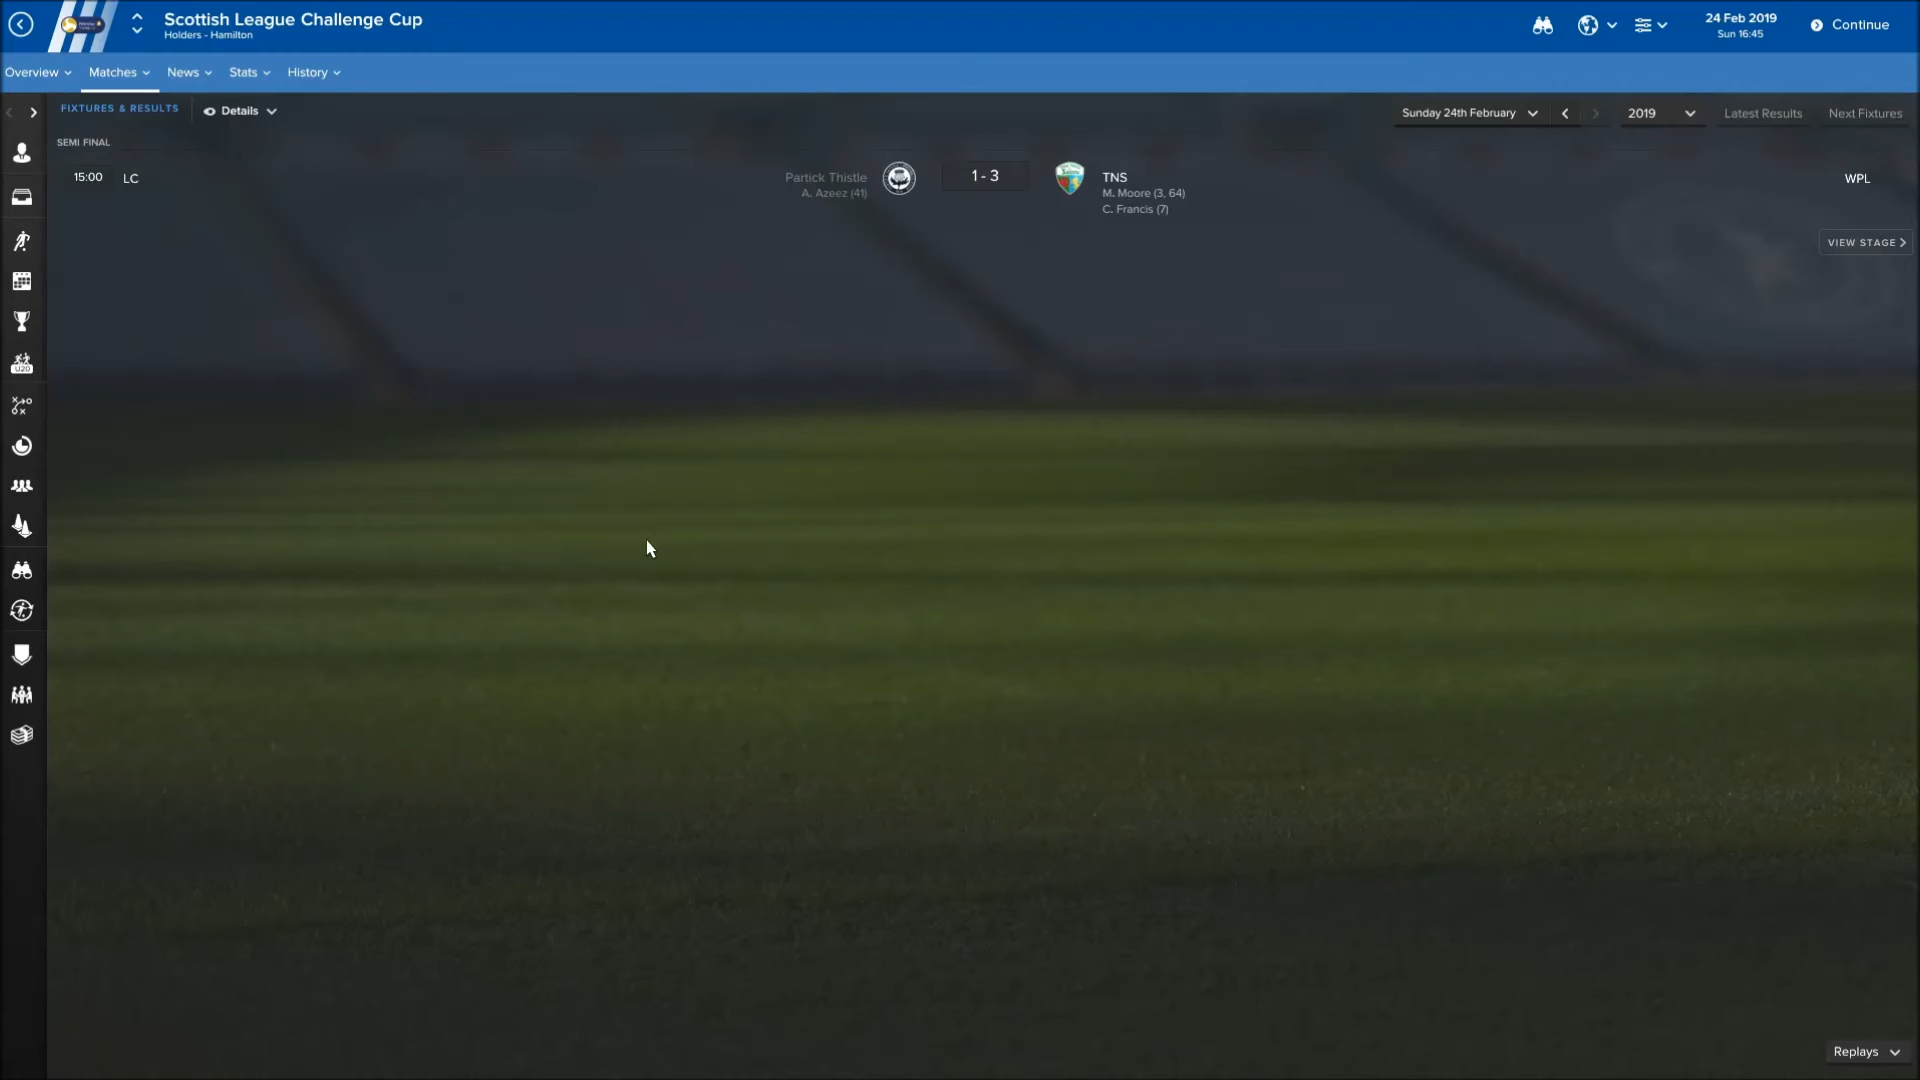 Scottish League Challenge Cup
Holders - Hamilton
24 Feb 2019
Sun 16:45
Continue
Overview
Matches
News
Stats
History
FIXTURES & RESULTS
Details
Sunday 24th February
2019
Latest Results
Next Fixtures
SEMI FINAL
15:00
LC
Partick Thistle
A. Azeez (41)
1 - 3
TNS
M. Moore (3, 64)
C. Francis (7)
WPL
VIEW STAGE
U20
Replays